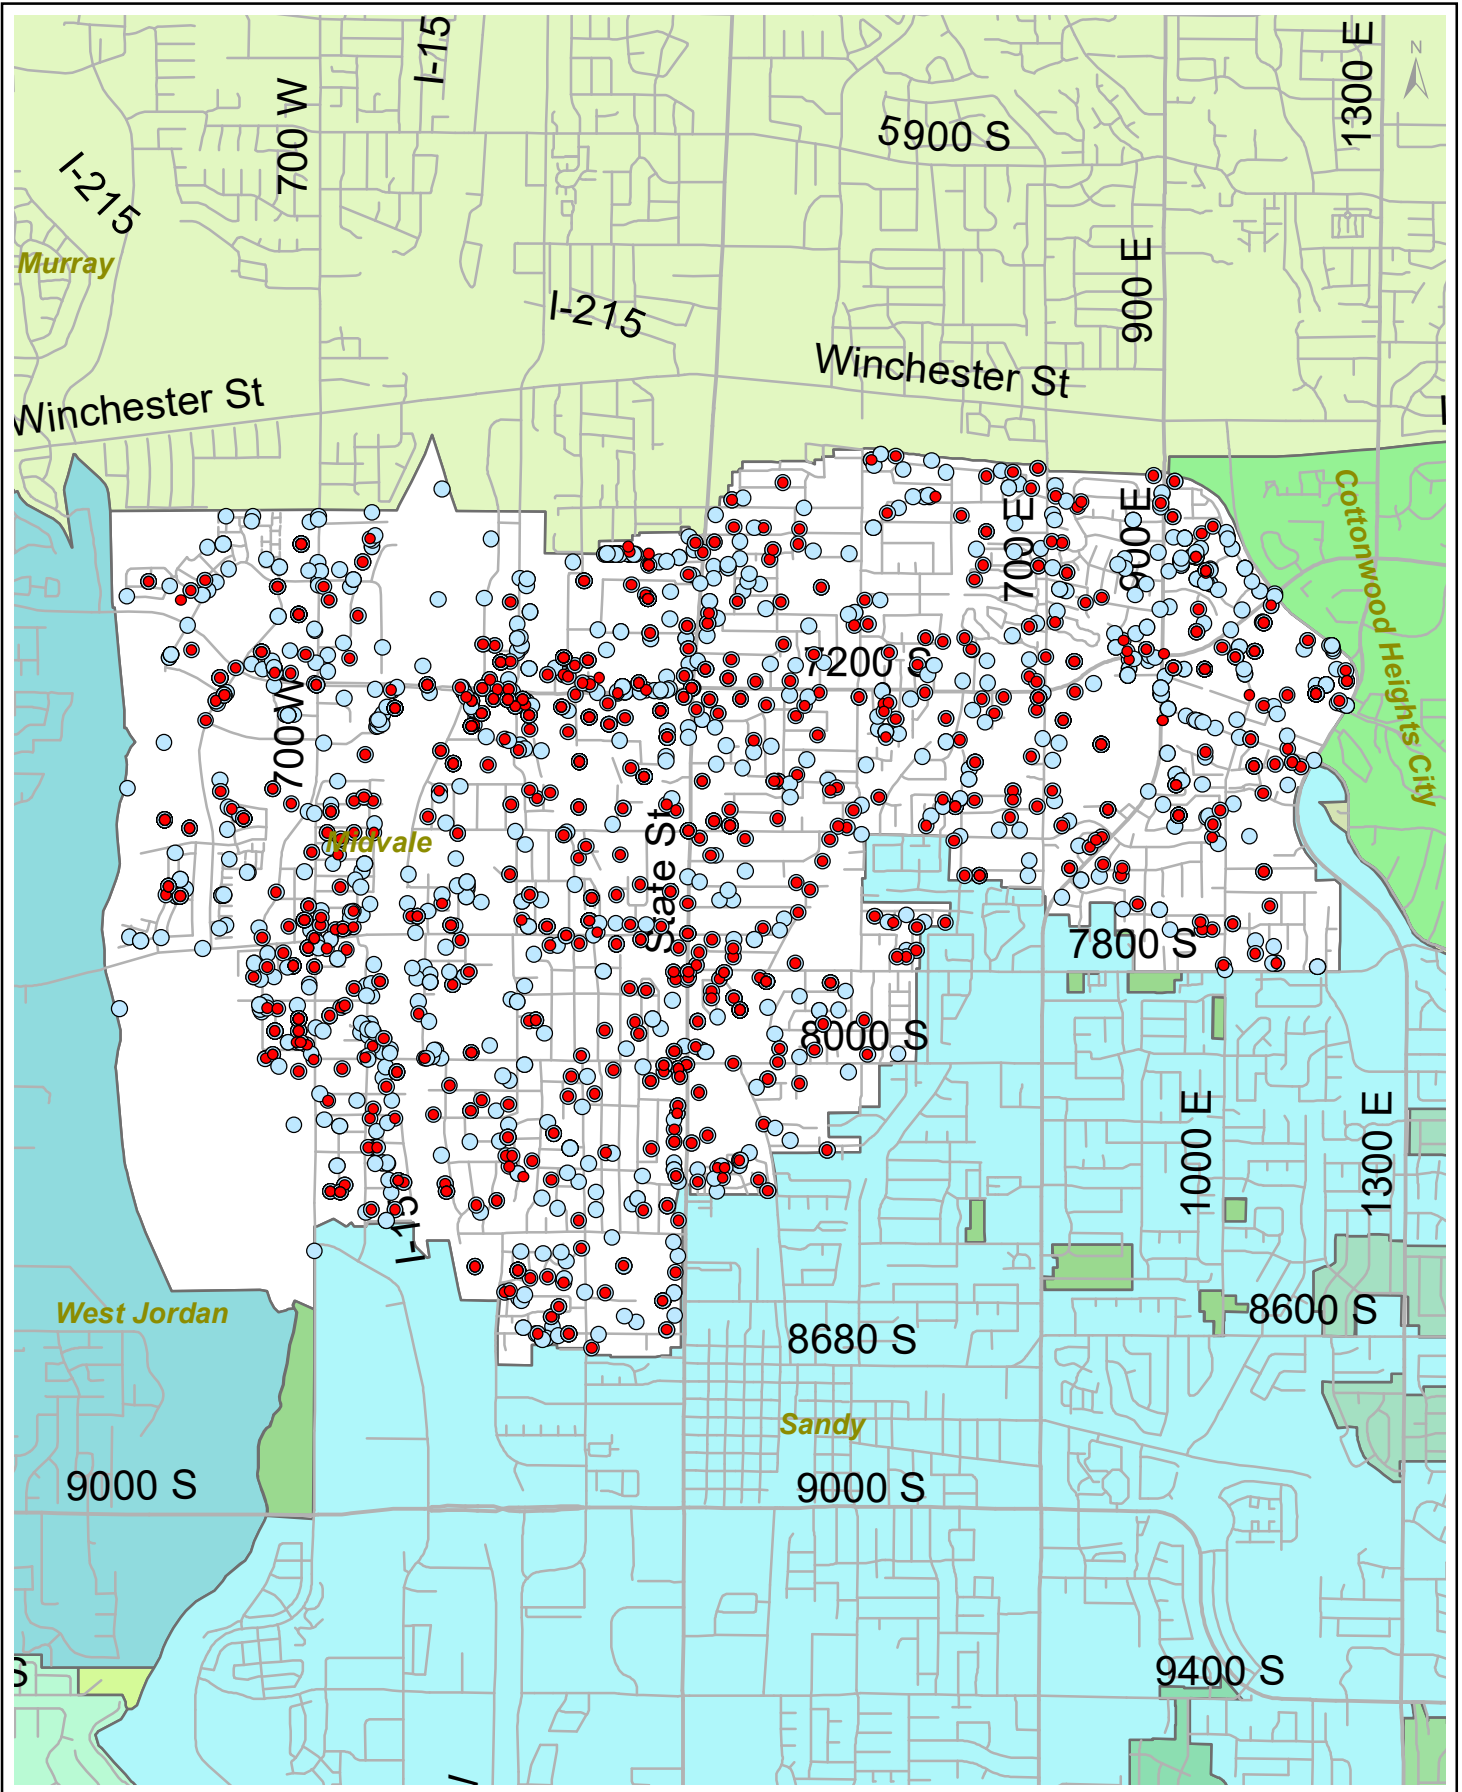 I-15
N
1300 E
700 W
5900 S
I-215
Murray
900 E
I-215
Winchester St
Winchester St
Cottonwood Heights City
700 E
900 E
7200 S
700 W
State St
Midvale
7800 S
8000 S
1000 E
1300 E
I-15
West Jordan
8600 S
8680 S
Sandy
9000 S
9000 S
S
9400 S